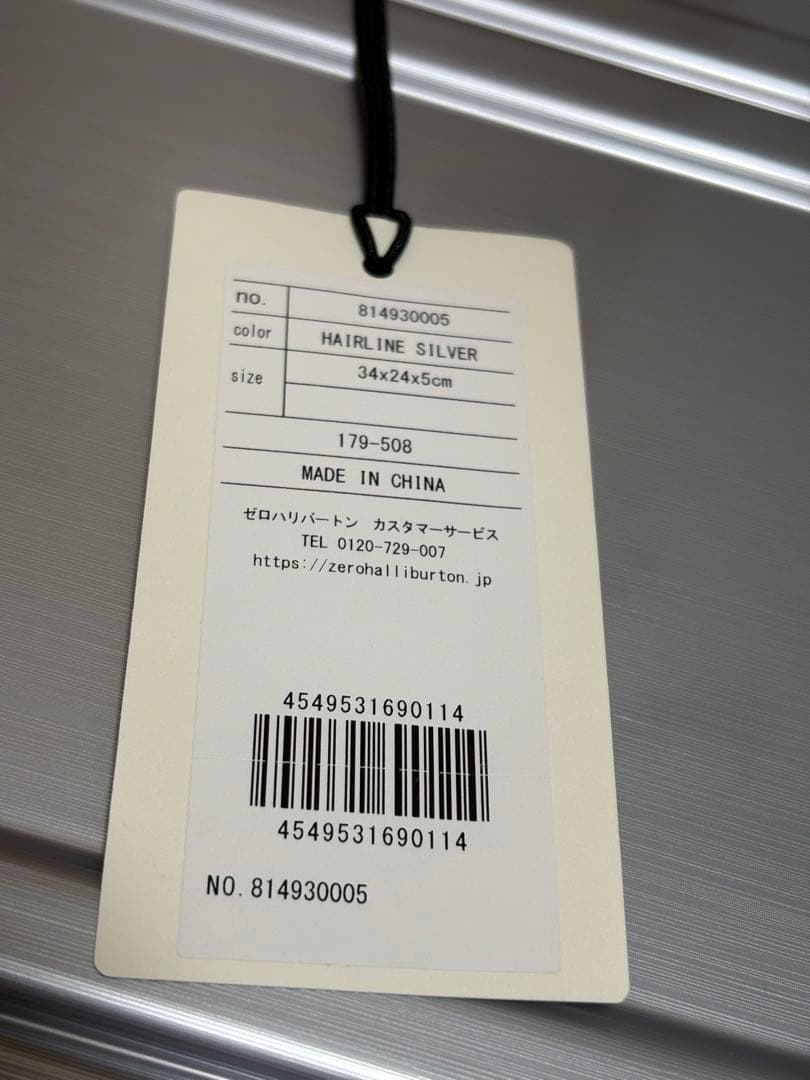 no. 814930005
color HAIRLINE SILVER
size 34x24x5cm
179-508
MADE IN CHINA
ゼロハリバートン カスタマーサービス
TEL 0120-729-007
https://zerohalliburton.jp
4549531690114
4549531690114
NO.814930005